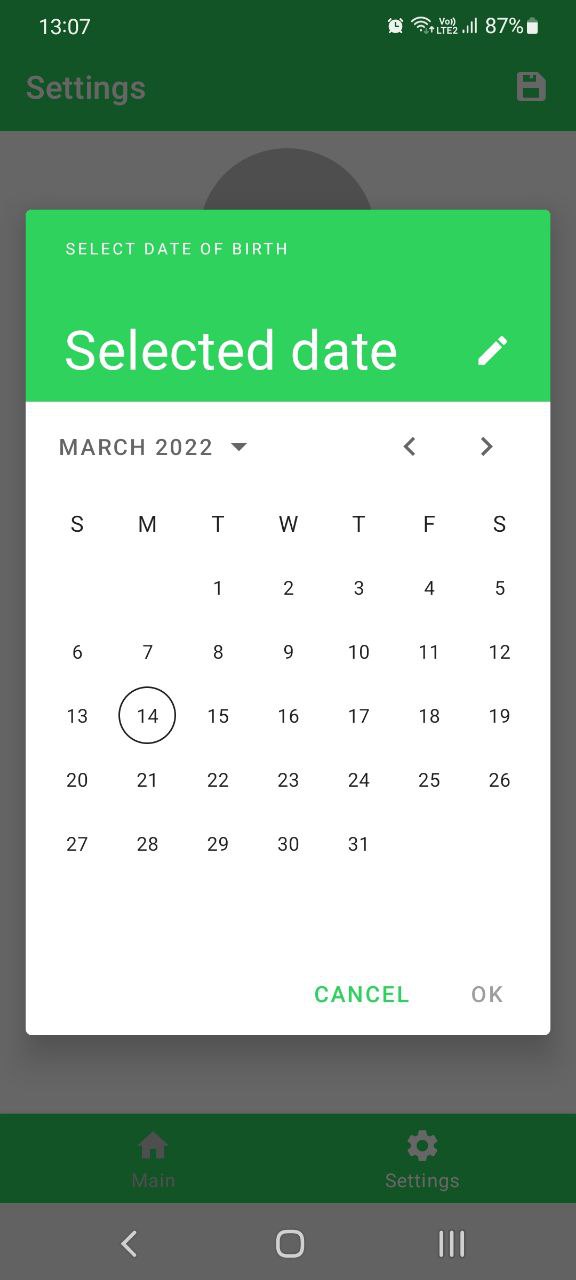 13:07 Vo)) LTE2 87%
Settings
SELECT DATE OF BIRTH
Selected date
MARCH 2022
S M T W T F S
1 2 3 4 5
6 7 8 9 10 11 12
13 14 15 16 17 18 19
20 21 22 23 24 25 26
27 28 29 30 31
CANCEL OK
Main Settings